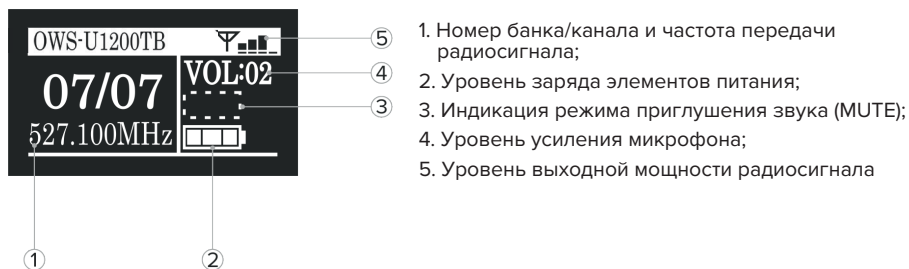 OWS-U1200TB
07/07
527.100MHz
VOL:02
5
4
3
1
2
1. Номер банка/канала и частота передачи
радиосигнала;
2. Уровень заряда элементов питания;
3. Индикация режима приглушения звука (MUTE);
4. Уровень усиления микрофона;
5. Уровень выходной мощности радиосигнала